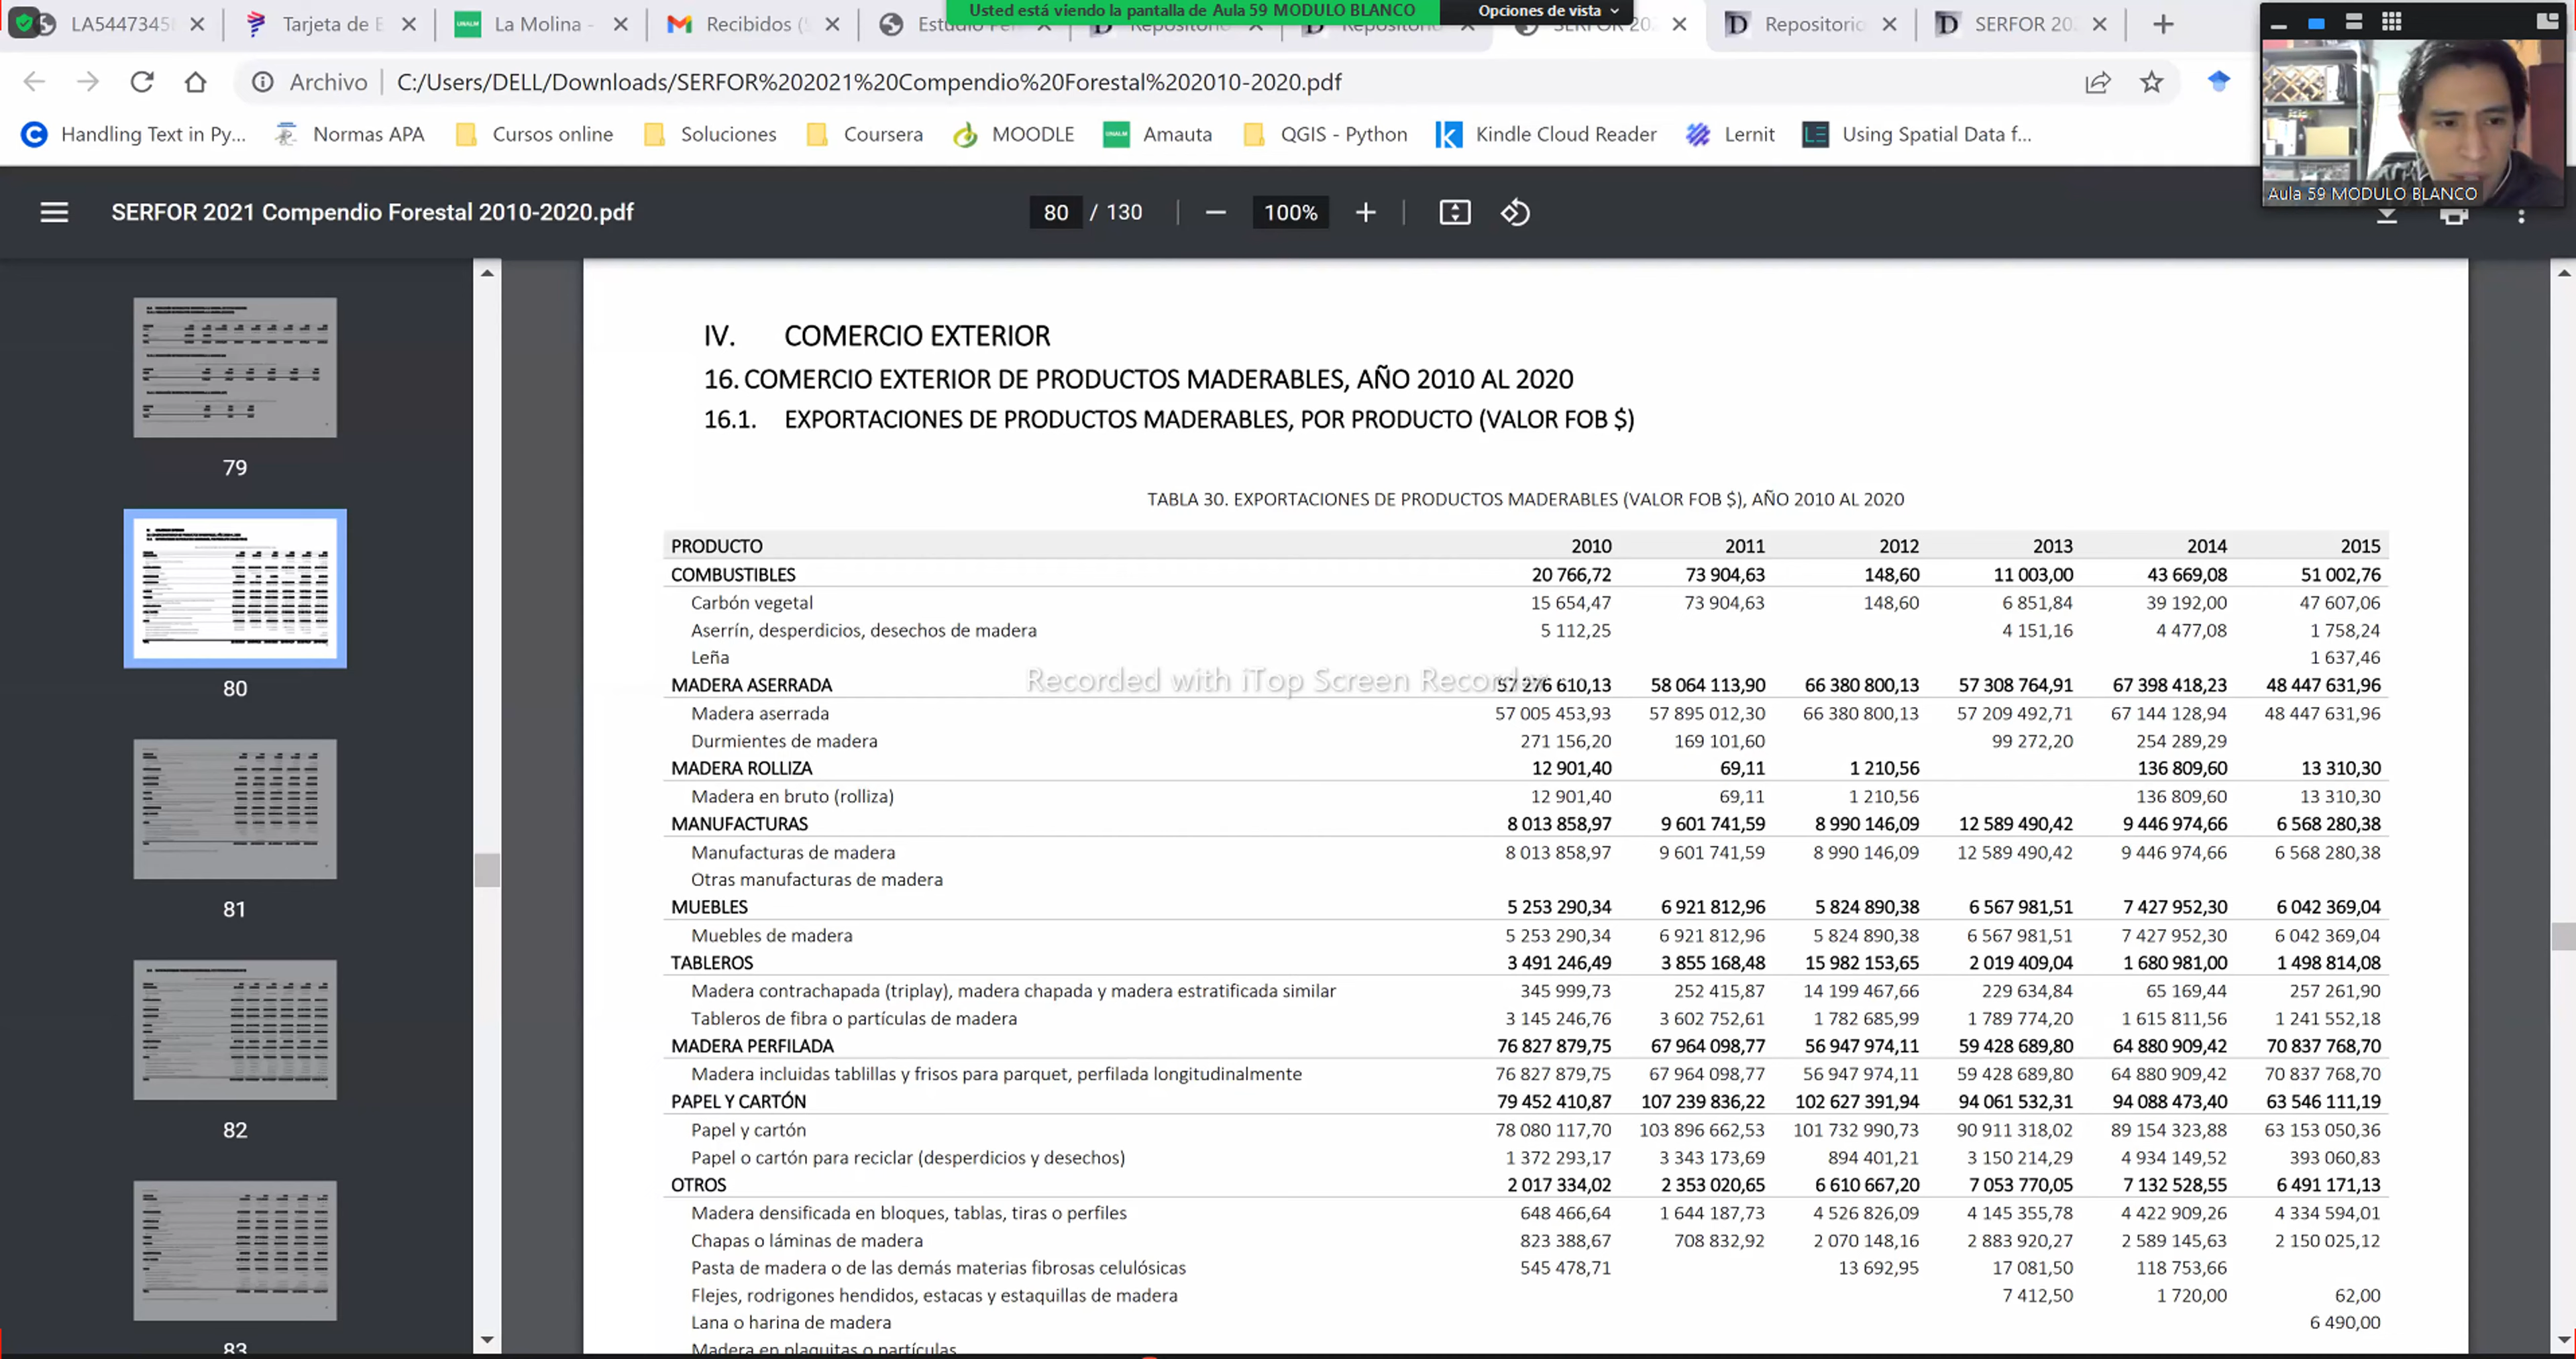 Usted está viendo la pantalla de Aula 59 MODULO BLANCO
Opciones de vista
LA5447345
Tarjeta de E
La Molina -
Recibidos (
SERFOR 20
Repositorio
SERFOR 20
Archivo
C:/Users/DELL/Downloads/SERFOR%202021%20Compendio%20Forestal%202010-2020.pdf
Handling Text in Py...
Normas APA
Cursos online
Soluciones
Coursera
MOODLE
Amauta
QGIS - Python
Kindle Cloud Reader
Lernit
Using Spatial Data f...
Aula 59 MODULO BLANCO
SERFOR 2021 Compendio Forestal 2010-2020.pdf
80 / 130
100%
79
80
81
82
83
IV. COMERCIO EXTERIOR
16. COMERCIO EXTERIOR DE PRODUCTOS MADERABLES, AÑO 2010 AL 2020
16.1. EXPORTACIONES DE PRODUCTOS MADERABLES, POR PRODUCTO (VALOR FOB $)
TABLA 30. EXPORTACIONES DE PRODUCTOS MADERABLES (VALOR FOB $), AÑO 2010 AL 2020
PRODUCTO 2010 2011 2012 2013 2014 2015
COMBUSTIBLES 20 766,72 73 904,63 148,60 11 003,00 43 669,08 51 002,76
Carbón vegetal 15 654,47 73 904,63 148,60 6 851,84 39 192,00 47 607,06
Aserrín, desperdicios, desechos de madera 5 112,25 4 151,16 4 477,08 1 758,24
Leña 1 637,46
Recorded with iTop Screen Recorder
MADERA ASERRADA 57 276 610,13 58 064 113,90 66 380 800,13 57 308 764,91 67 398 418,23 48 447 631,96
Madera aserrada 57 005 453,93 57 895 012,30 66 380 800,13 57 209 492,71 67 144 128,94 48 447 631,96
Durmientes de madera 271 156,20 169 101,60 99 272,20 254 289,29
MADERA ROLLIZA 12 901,40 69,11 1 210,56 136 809,60 13 310,30
Madera en bruto (rolliza) 12 901,40 69,11 1 210,56 136 809,60 13 310,30
MANUFACTURAS 8 013 858,97 9 601 741,59 8 990 146,09 12 589 490,42 9 446 974,66 6 568 280,38
Manufacturas de madera 8 013 858,97 9 601 741,59 8 990 146,09 12 589 490,42 9 446 974,66 6 568 280,38
Otras manufacturas de madera
MUEBLES 5 253 290,34 6 921 812,96 5 824 890,38 6 567 981,51 7 427 952,30 6 042 369,04
Muebles de madera 5 253 290,34 6 921 812,96 5 824 890,38 6 567 981,51 7 427 952,30 6 042 369,04
TABLEROS 3 491 246,49 3 855 168,48 15 982 153,65 2 019 409,04 1 680 981,00 1 498 814,08
Madera contrachapada (triplay), madera chapada y madera estratificada similar 345 999,73 252 415,87 14 199 467,66 229 634,84 65 169,44 257 261,90
Tableros de fibra o partículas de madera 3 145 246,76 3 602 752,61 1 782 685,99 1 789 774,20 1 615 811,56 1 241 552,18
MADERA PERFILADA 76 827 879,75 67 964 098,77 56 947 974,11 59 428 689,80 64 880 909,42 70 837 768,70
Madera incluidas tablillas y frisos para parquet, perfilada longitudinalmente 76 827 879,75 67 964 098,77 56 947 974,11 59 428 689,80 64 880 909,42 70 837 768,70
PAPEL Y CARTÓN 79 452 410,87 107 239 836,22 102 627 391,94 94 061 532,31 94 088 473,40 63 546 111,19
Papel y cartón 78 080 117,70 103 896 662,53 101 732 990,73 90 911 318,02 89 154 323,88 63 153 050,36
Papel o cartón para reciclar (desperdicios y desechos) 1 372 293,17 3 343 173,69 894 401,21 3 150 214,29 4 934 149,52 393 060,83
OTROS 2 017 334,02 2 353 020,65 6 610 667,20 7 053 770,05 7 132 528,55 6 491 171,13
Madera densificada en bloques, tablas, tiras o perfiles 648 466,64 1 644 187,73 4 526 826,09 4 145 355,78 4 422 909,26 4 334 594,01
Chapas o láminas de madera 823 388,67 708 832,92 2 070 148,16 2 883 920,27 2 589 145,63 2 150 025,12
Pasta de madera o de las demás materias fibrosas celulósicas 545 478,71 13 692,95 17 081,50 118 753,66
Flejes, rodrigones hendidos, estacas y estaquillas de madera 7 412,50 1 720,00 62,00
Lana o harina de madera 6 490,00
Madera en plaquitas o partículas